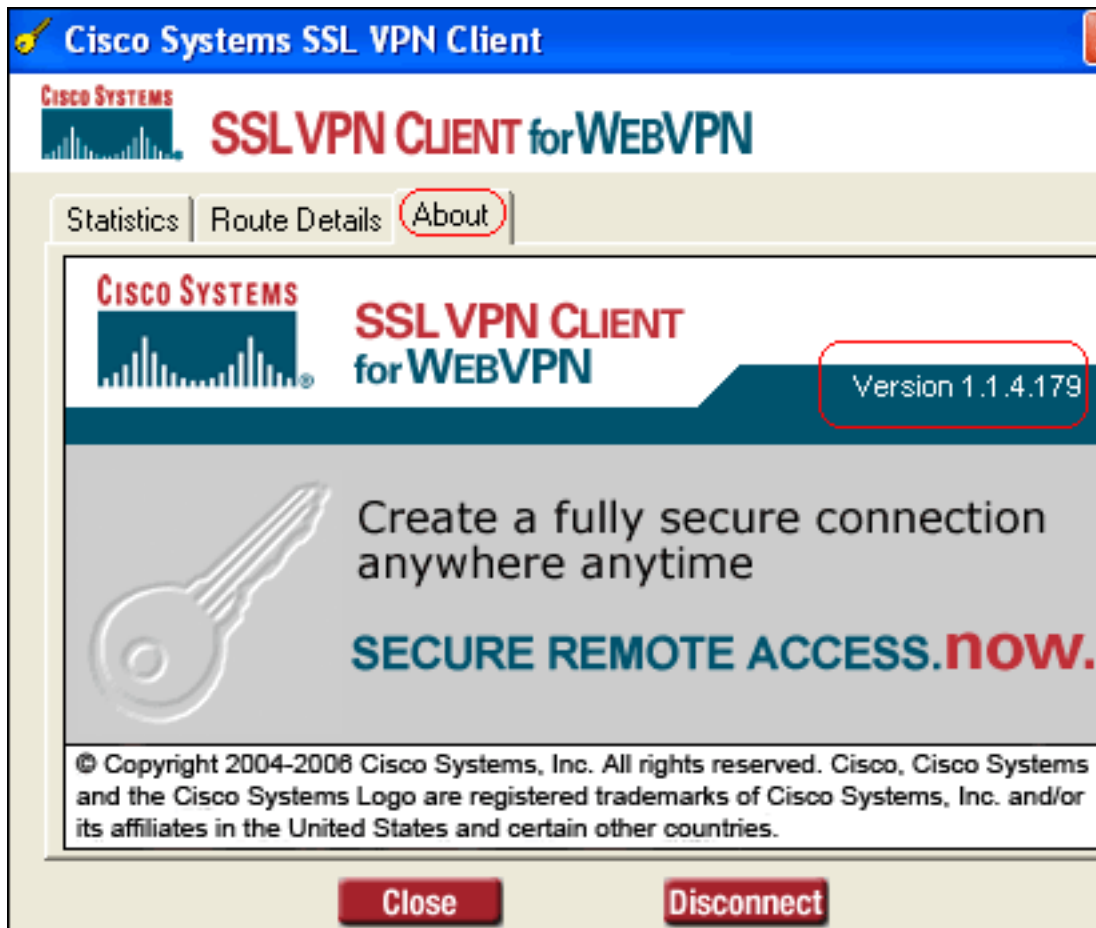 Cisco Systems SSL VPN Client
CISCO SYSTEMS
SSL VPN CLIENT for WEBVPN
Statistics Route Details About
CISCO SYSTEMS
SSL VPN CLIENT
for WEBVPN
Version 1.1.4.179
Create a fully secure connection
anywhere anytime
SECURE REMOTE ACCESS.now.
© Copyright 2004-2006 Cisco Systems, Inc. All rights reserved. Cisco, Cisco Systems
and the Cisco Systems Logo are registered trademarks of Cisco Systems, Inc. and/or
its affiliates in the United States and certain other countries.
Close Disconnect